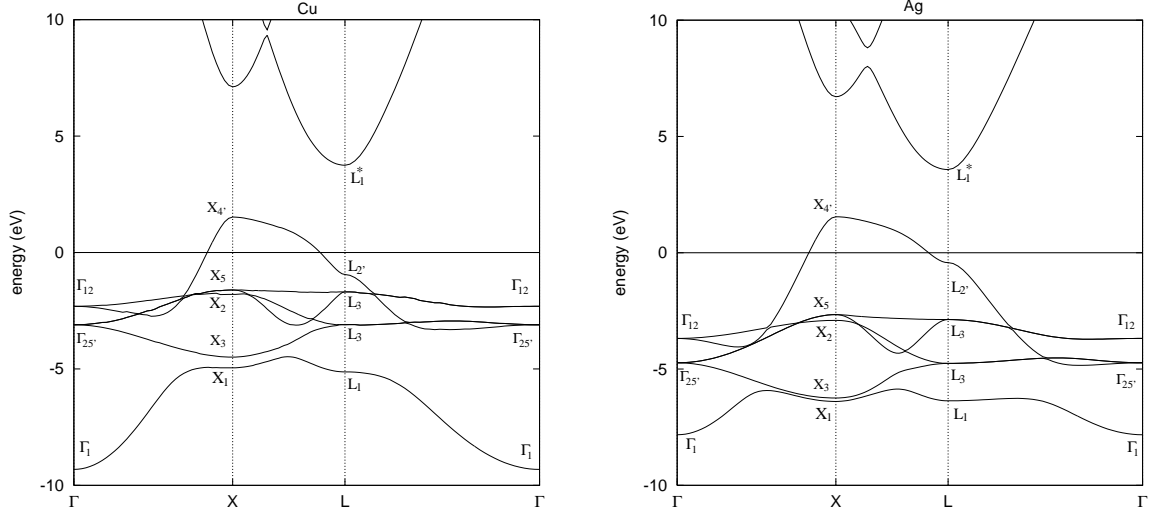 Cu
energy (eV)
10
5
0
-5
-10
Γ12
Γ25'
Γ1
X4'
X5
X2
X3
X1
L1*
L2'
L3
L3
L1
Γ12
Γ25'
Γ1
Γ X L Γ
Ag
energy (eV)
10
5
0
-5
-10
Γ12
Γ25'
Γ1
X4'
X5
X2
X3
X1
L1*
L2'
L3
L3
L1
Γ12
Γ25'
Γ1
Γ X L Γ